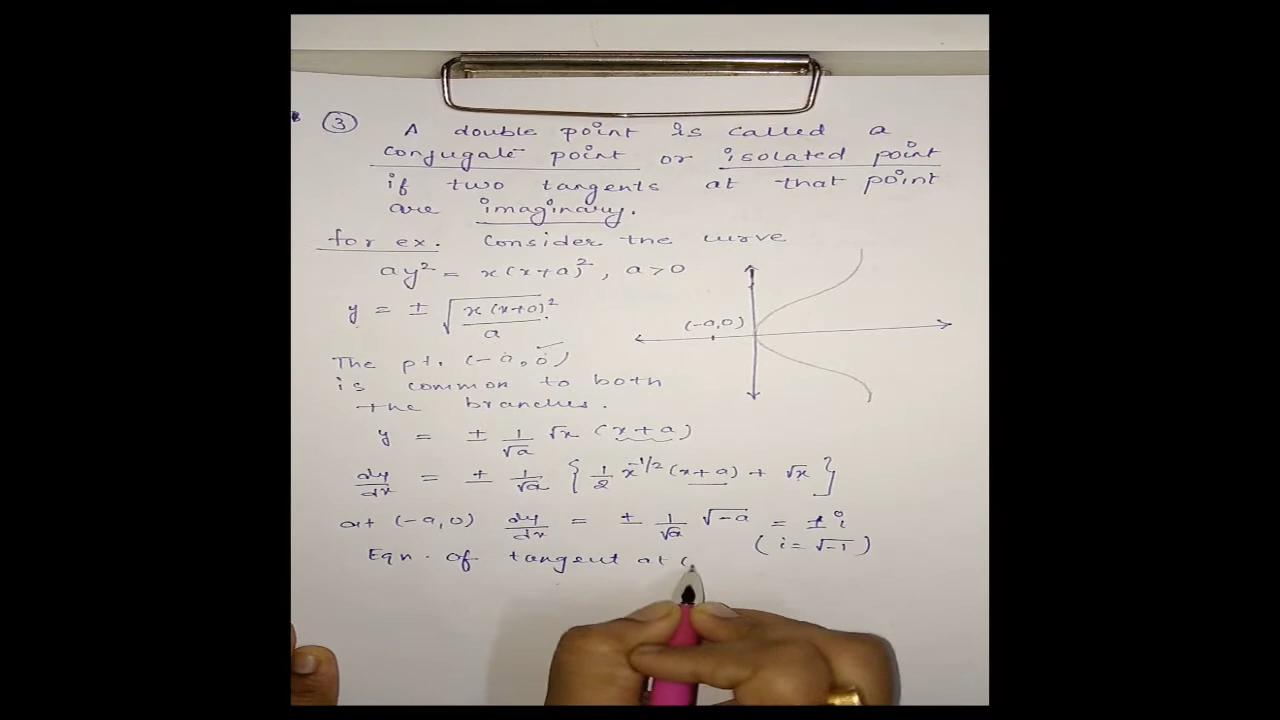 ③ A double point is called a
conjugate point or isolated point
if two tangents at that point
are imaginary.
for ex. Consider the curve
ay² = x(x+a)², a>0
y = ± √(x(x+a)²/a)
(-a,0)
The pt. (-a,0)
is common to both
the branches.
y = ± 1/√a √x (x+a)
dy/dx = ± 1/√a {1/2 x^-1/2 (x+a) + √x}
at (-a,0) dy/dx = ± 1/√a √-a = ± i
(i=√-1)
Eqn. of tangent at (